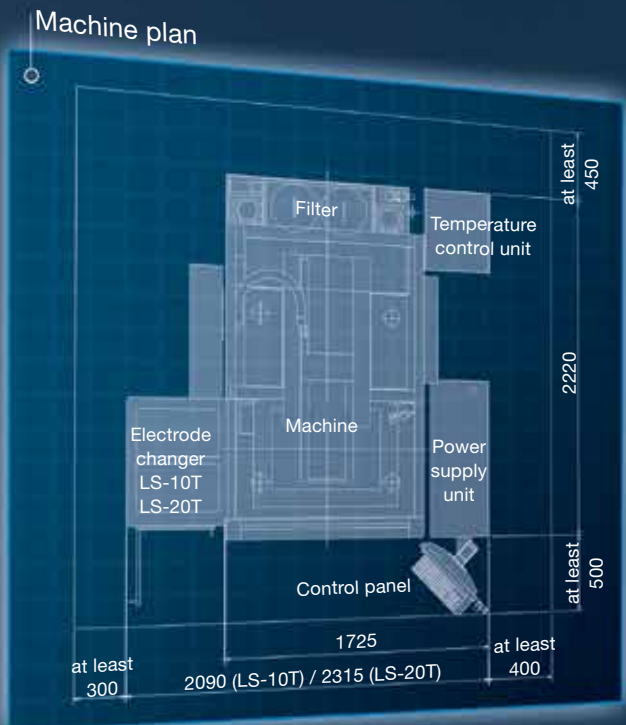 Machine plan
at least
450
Filter
Temperature
control unit
2220
Machine
Electrode
changer
LS-10T
LS-20T
Power
supply
unit
at least
500
Control panel
1725
at least
300
2090 (LS-10T) / 2315 (LS-20T)
at least
400